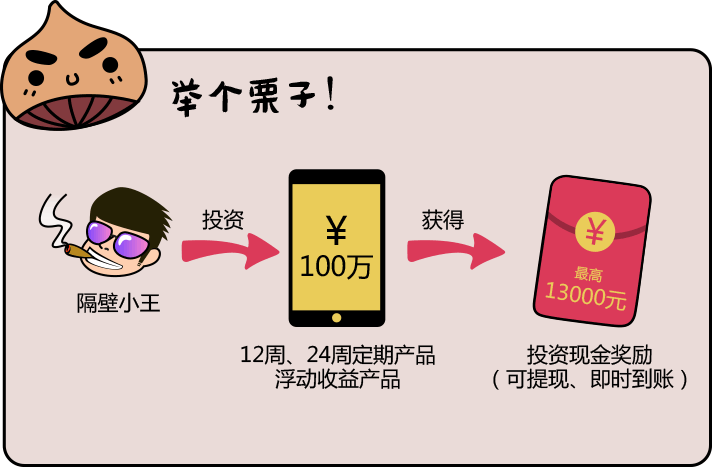 举个栗子!
投资
获得
¥
100万
¥
最高
13000元
隔壁小王
12周、24周定期产品
浮动收益产品
投资现金奖励
(可提现、即时到账)